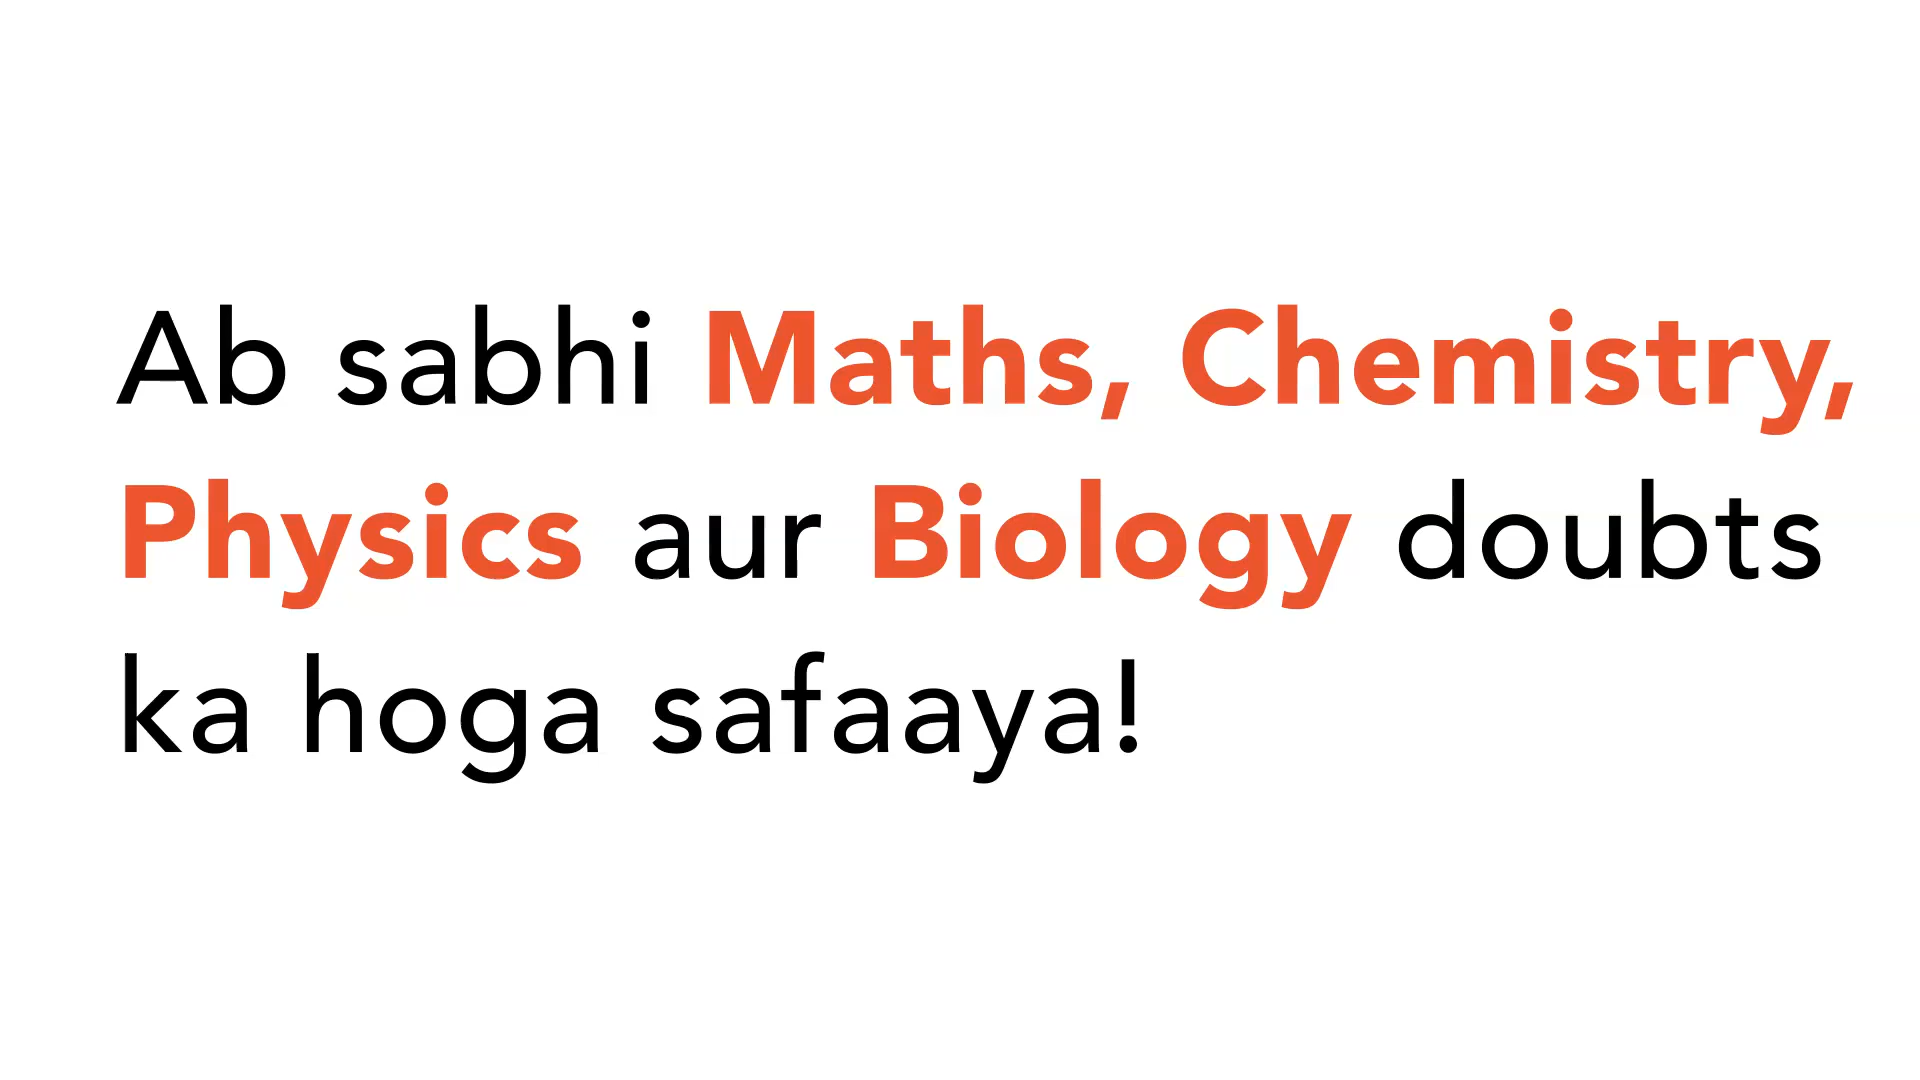 Ab sabhi Maths, Chemistry,
Physics aur Biology doubts
ka hoga safaaya!